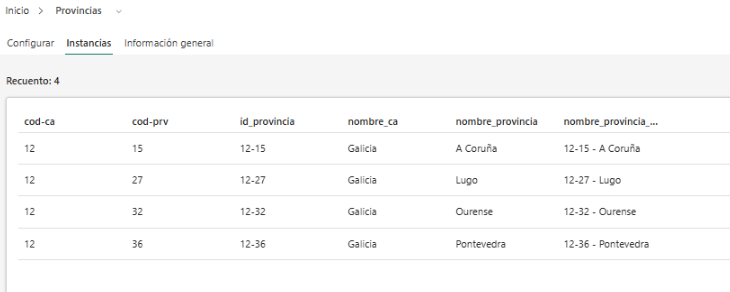 Inicio > Provincias
Configurar Instancias Información general
Recuento: 4
cod-ca cod-prv id_provincia nombre_ca nombre_provincia nombre_provincia_...
12 15 12-15 Galicia A Coruña 12-15 - A Coruña
12 27 12-27 Galicia Lugo 12-27 - Lugo
12 32 12-32 Galicia Ourense 12-32 - Ourense
12 36 12-36 Galicia Pontevedra 12-36 - Pontevedra